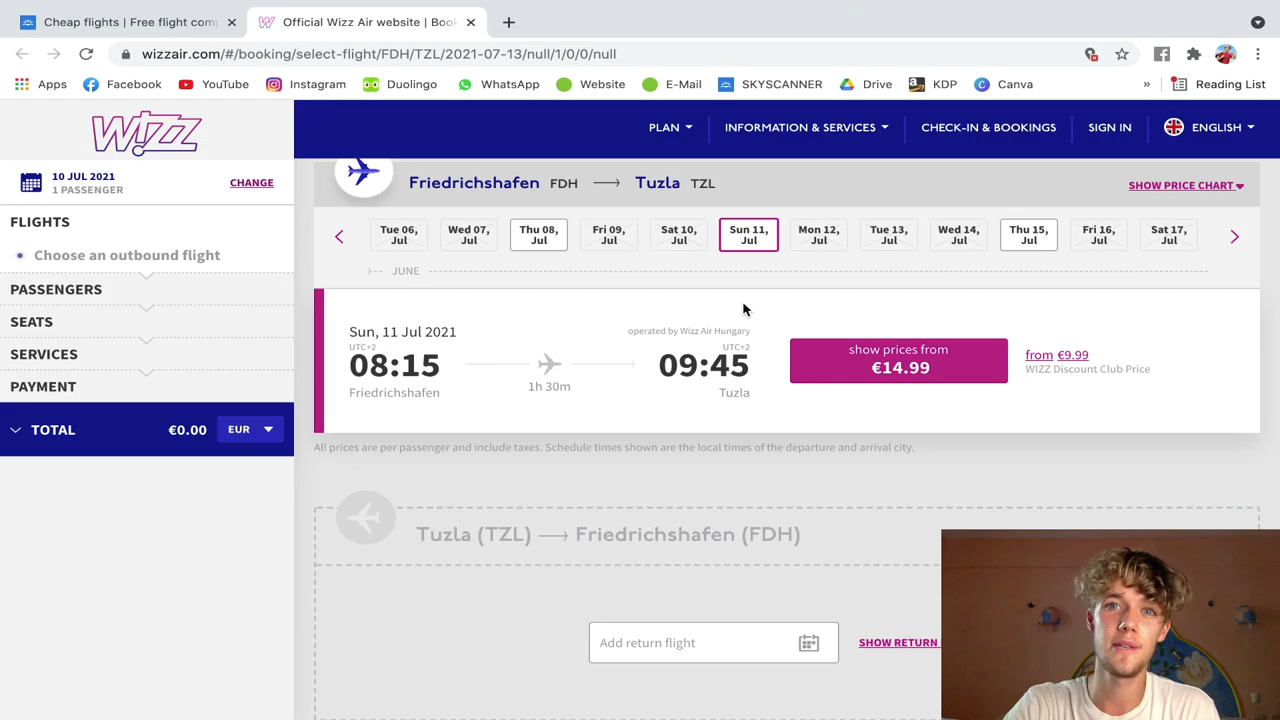 Cheap flights | Free flight com
Official Wizz Air website | Boo
wizzair.com/#/booking/select-flight/FDH/TZL/2021-07-13/null/1/0/0/null
Apps Facebook YouTube Instagram Duolingo WhatsApp Website E-Mail SKYSCANNER Drive KDP Canva » Reading List
WIZZ
PLAN INFORMATION & SERVICES CHECK-IN & BOOKINGS SIGN IN ENGLISH
10 JUL 2021
1 PASSENGER
CHANGE
FLIGHTS
Choose an outbound flight
PASSENGERS
SEATS
SERVICES
PAYMENT
TOTAL €0.00 EUR
Friedrichshafen FDH Tuzla TZL
SHOW PRICE CHART
Tue 06, Jul
Wed 07, Jul
Thu 08, Jul
Fri 09, Jul
Sat 10, Jul
Sun 11, Jul
Mon 12, Jul
Tue 13, Jul
Wed 14, Jul
Thu 15, Jul
Fri 16, Jul
Sat 17, Jul
JUNE
Sun, 11 Jul 2021
operated by Wizz Air Hungary
UTC+2 UTC+2
08:15 09:45
1h 30m
Friedrichshafen Tuzla
show prices from
€14.99
from €9.99
WIZZ Discount Club Price
All prices are per passenger and include taxes. Schedule times shown are the local times of the departure and arrival city.
Tuzla (TZL) Friedrichshafen (FDH)
Add return flight
SHOW RETURN